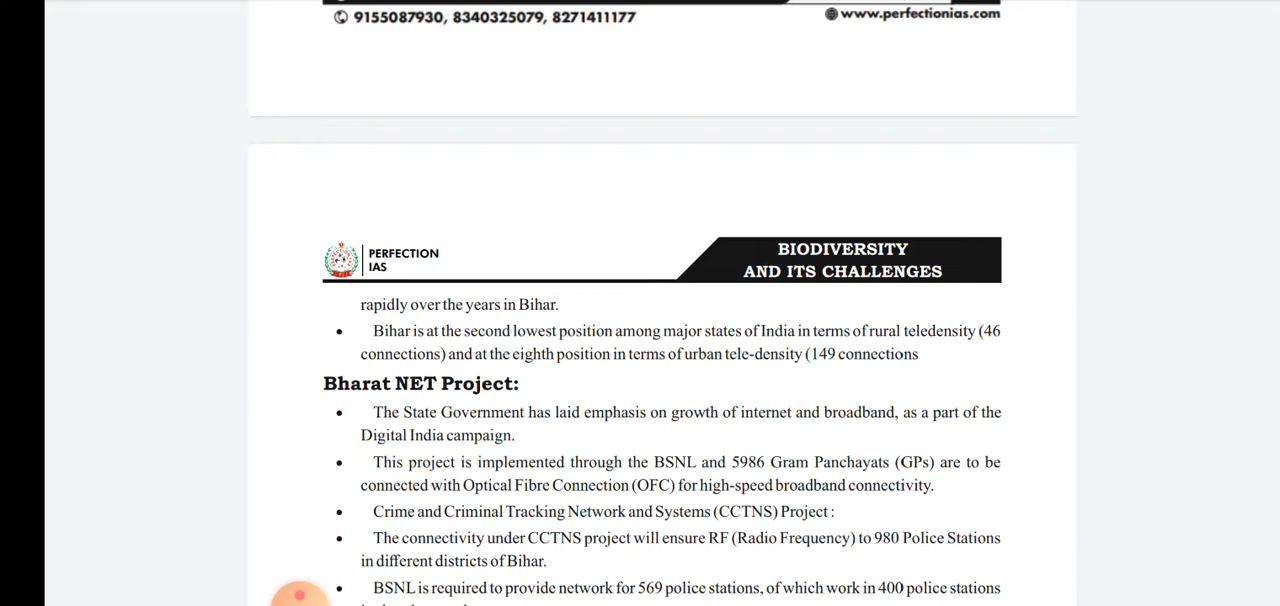 9155087930, 8340325079, 8271411177
www.perfectionias.com
PERFECTION
IAS
BIODIVERSITY
AND ITS CHALLENGES
rapidly over the years in Bihar.
• Bihar is at the second lowest position among major states of India in terms of rural teledensity (46
connections) and at the eighth position in terms of urban tele-density (149 connections
Bharat NET Project:
• The State Government has laid emphasis on growth of internet and broadband, as a part of the
Digital India campaign.
• This project is implemented through the BSNL and 5986 Gram Panchayats (GPs) are to be
connected with Optical Fibre Connection (OFC) for high-speed broadband connectivity.
• Crime and Criminal Tracking Network and Systems (CCTNS) Project :
• The connectivity under CCTNS project will ensure RF (Radio Frequency) to 980 Police Stations
in different districts of Bihar.
• BSNL is required to provide network for 569 police stations, of which work in 400 police stations